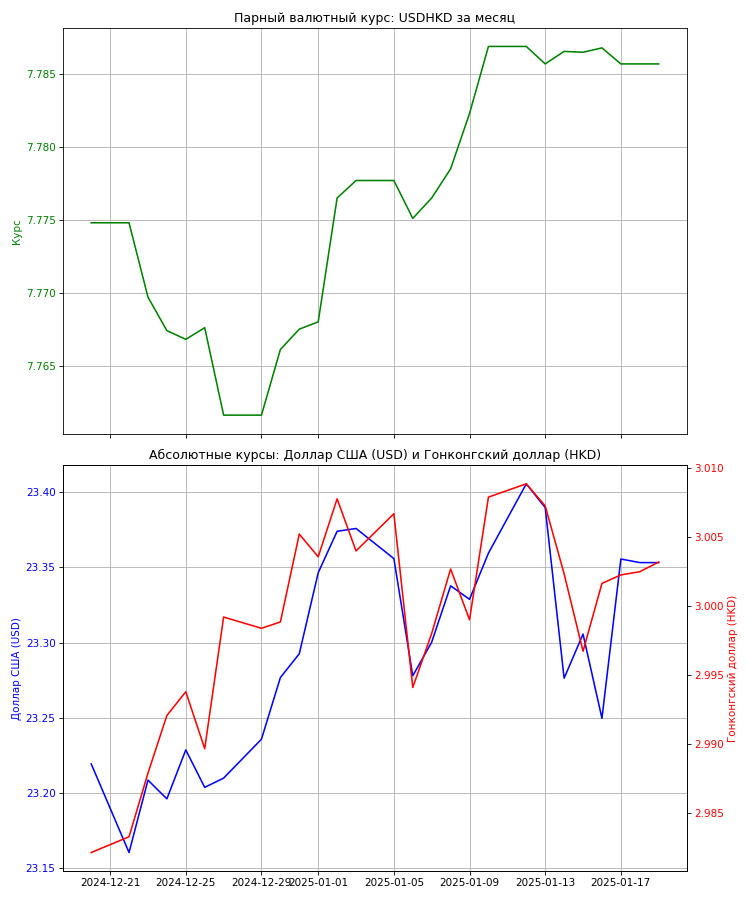 Парный валютный курс: USDHKD за месяц
Курс
7.785
7.780
7.775
7.770
7.765
Абсолютные курсы: Доллар США (USD) и Гонконгский доллар (HKD)
Доллар США (USD)
23.40
23.35
23.30
23.25
23.20
23.15
3.010
3.005
3.000
2.995
2.990
2.985
Гонконгский доллар (HKD)
2024-12-21 2024-12-25 2024-12-29 2025-01-01 2025-01-05 2025-01-09 2025-01-13 2025-01-17